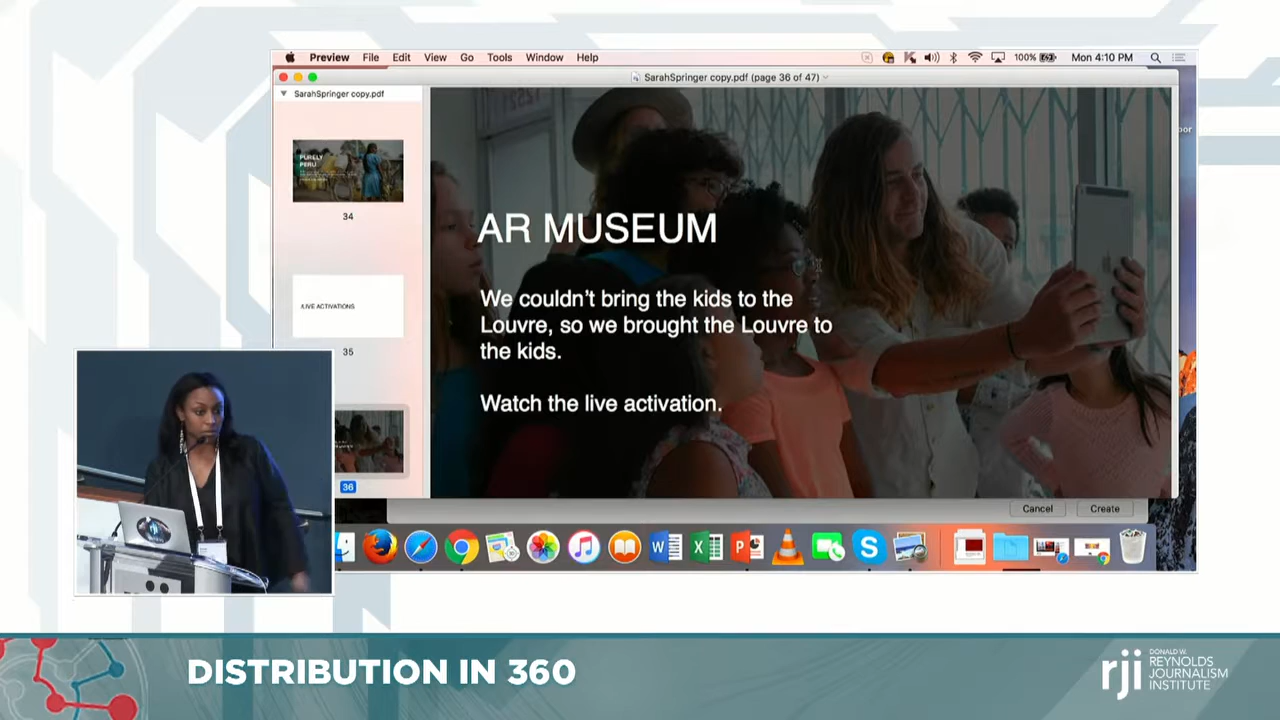 Preview File Edit View Go Tools Window Help
100%
Mon 4:10 PM
SarahSpringer copy.pdf (page 36 of 47)
SarahSpringer copy.pdf
PURELY
PERU
34
/LIVE ACTIVATIONS
35
36
AR MUSEUM
We couldn't bring the kids to the
Louvre, so we brought the Louvre to
the kids.
Watch the live activation.
Cancel
Create
DISTRIBUTION IN 360
rji
DONALD W.
REYNOLDS
JOURNALISM
INSTITUTE